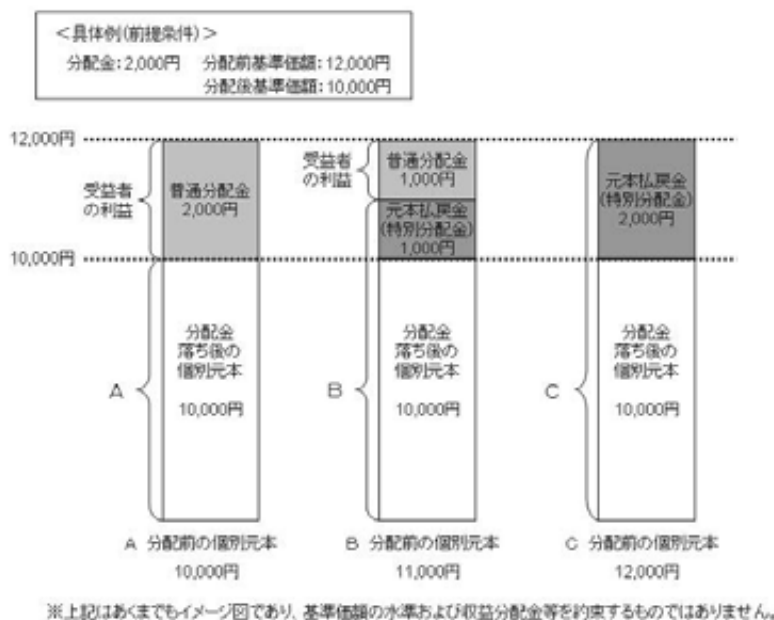 <具体例(前提条件)>
分配金:2,000円 分配前基準価額:12,000円
分配後基準価額:10,000円
12,000円
受益者
の利益
普通分配金
2,000円
10,000円
A
分配金
落ち後の
個別元本
10,000円
A 分配前の個別元本
10,000円
受益者
の利益
普通分配金
1,000円
元本払戻金
(特別分配金)
1,000円
B
分配金
落ち後の
個別元本
10,000円
B 分配前の個別元本
11,000円
元本払戻金
(特別分配金)
2,000円
C
分配金
落ち後の
個別元本
10,000円
C 分配前の個別元本
12,000円
※上記はあくまでもイメージ図であり、基準価額の水準および収益分配金等を約束するものではありません。